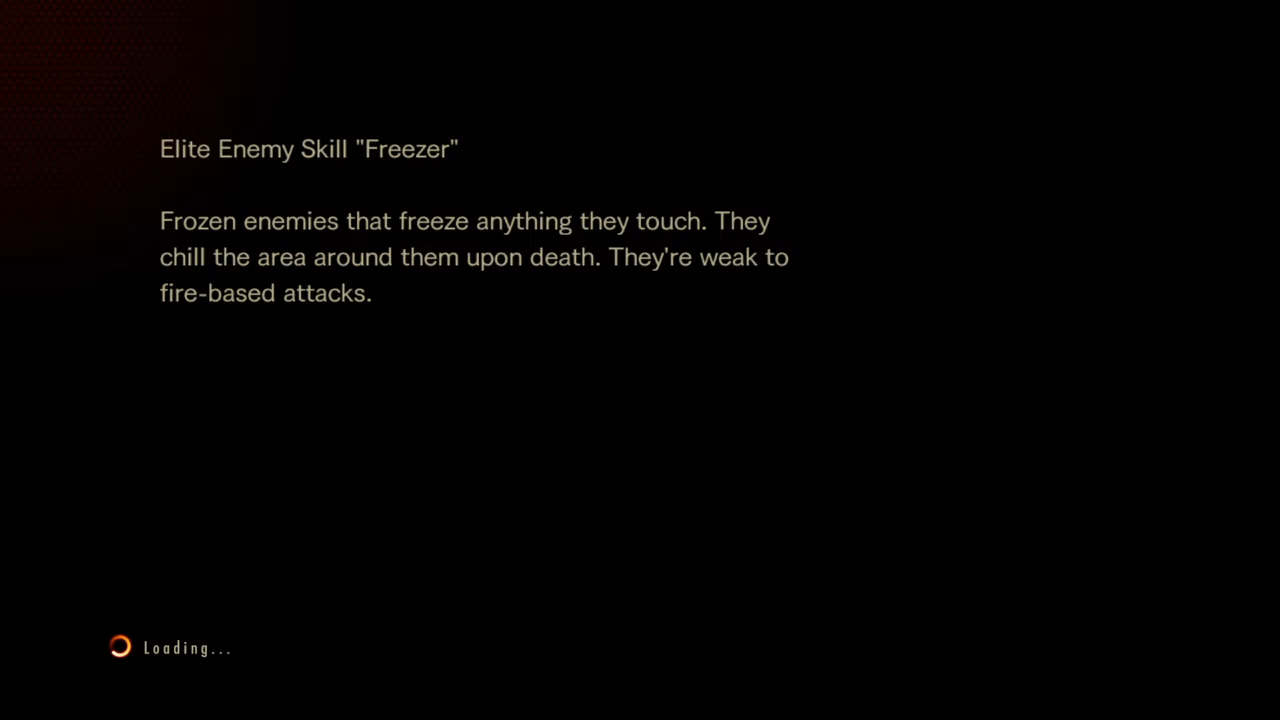 Elite Enemy Skill "Freezer"
Frozen enemies that freeze anything they touch. They
chill the area around them upon death. They're weak to
fire-based attacks.
Loading...